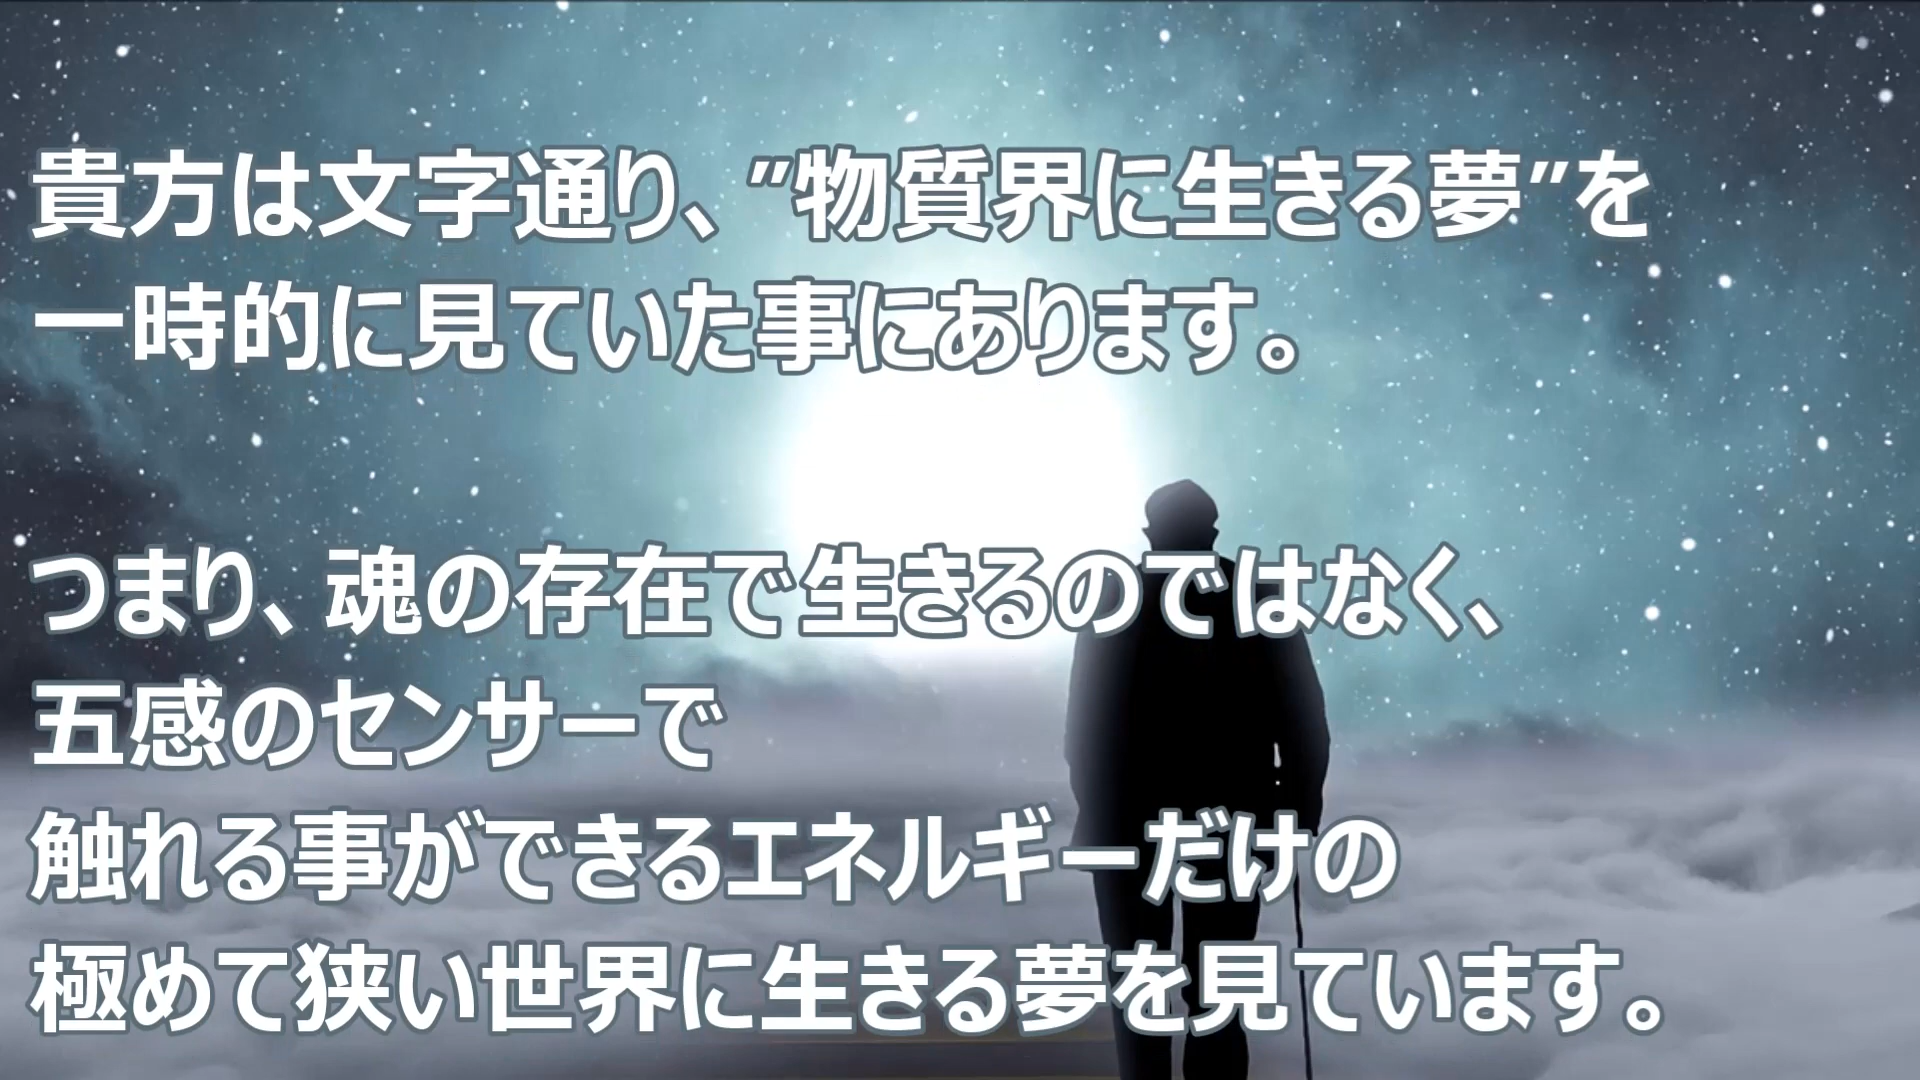 貴方は文字通り、”物質界に生きる夢”を
一時的に見ていた事にあります。
つまり、魂の存在で生きるのではなく、
五感のセンサーで
触れる事ができるエネルギーだけの
極めて狭い世界に生きる夢を見ています。